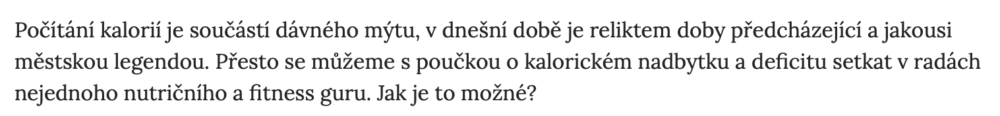 Počítání kalorií je součástí dávného mýtu, v dnešní době je reliktem doby předcházející a jakousi
městskou legendou. Přesto se můžeme s poučkou o kalorickém nadbytku a deficitu setkat v radách
nejednoho nutričního a fitness guru. Jak je to možné?